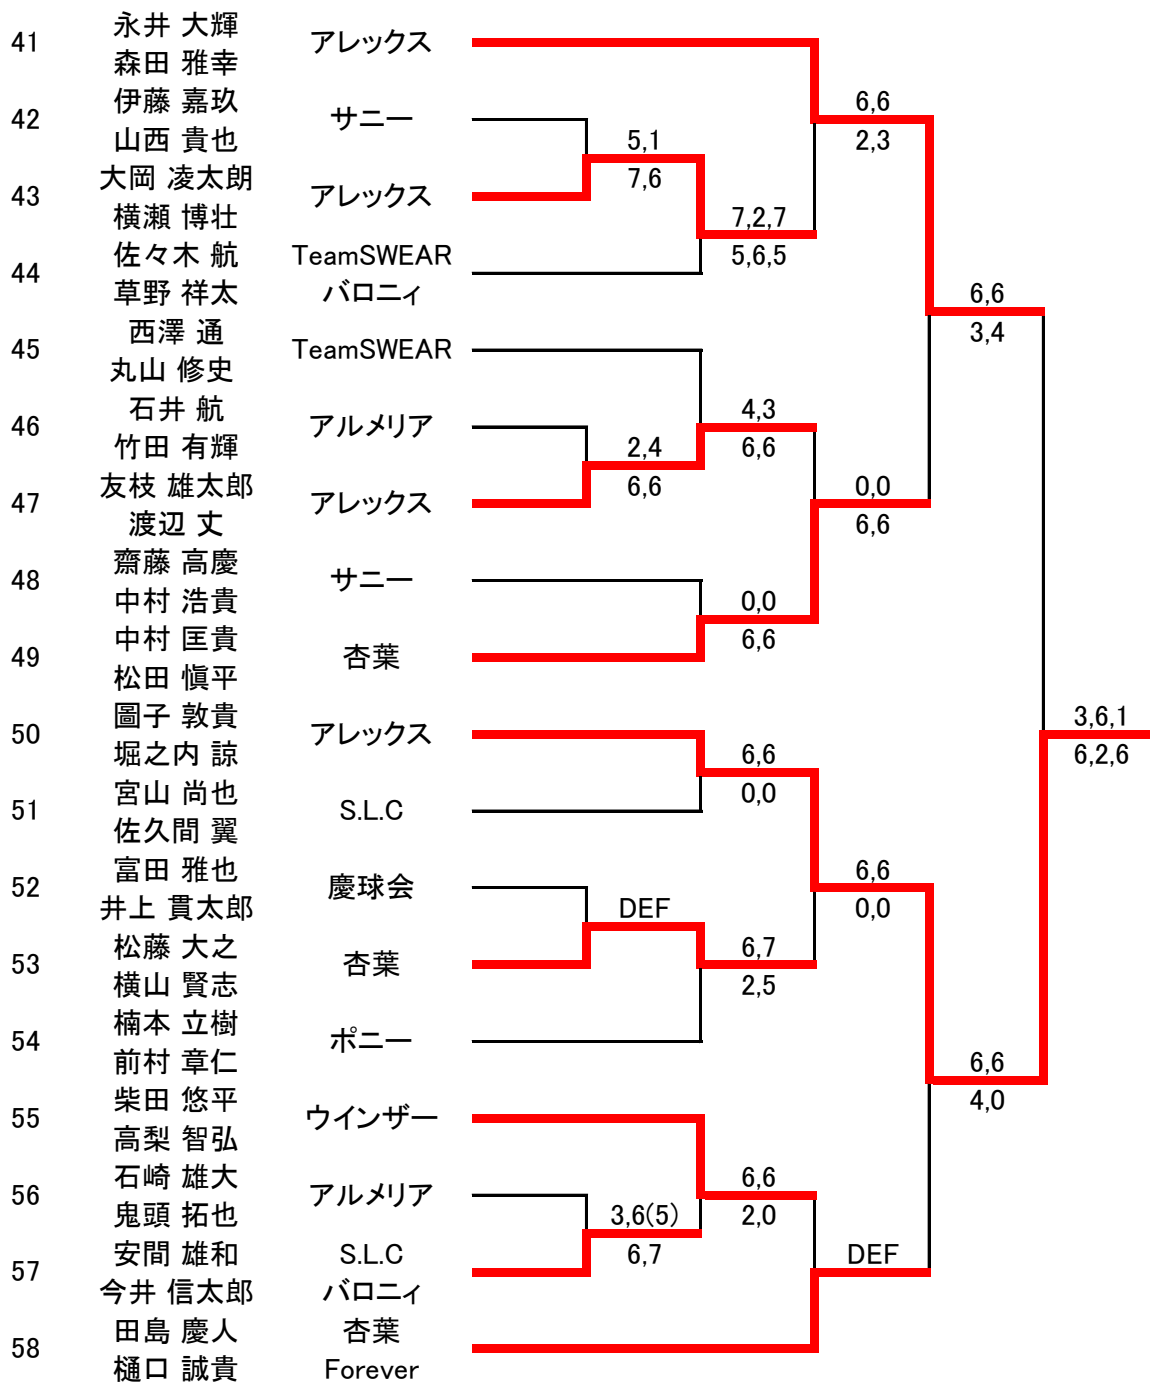 永井 大輝
41 アレックス
森田 雅幸
伊藤 嘉玖 6,6
42 サニー
山西 貴也 5,1 2,3
大岡 凌太朗 7,6
43 アレックス
横瀬 博壮 7,2,7
佐々木 航 TeamSWEAR 5,6,5
44
草野 祥太 バロニィ 6,6
西澤 通 3,4
45 TeamSWEAR
丸山 修史
石井 航 4,3
46 アルメリア
竹田 有輝 2,4 6,6
友枝 雄太郎 6,6 0,0
47 アレックス
渡辺 丈 6,6
齋藤 高慶
48 サニー
中村 浩貴 0,0
中村 匡貴 6,6
49 杏葉
松田 愼平
圖子 敦貴 3,6,1
50 アレックス
堀之内 諒 6,6 6,2,6
宮山 尚也 0,0
51 S.L.C
佐久間 翼
富田 雅也 6,6
52 慶球会
井上 貫太郎 DEF 0,0
松藤 大之 6,7
53 杏葉
横山 賢志 2,5
楠本 立樹
54 ポニー
前村 章仁 6,6
柴田 悠平 4,0
55 ウインザー
高梨 智弘
石崎 雄大 6,6
56 アルメリア
鬼頭 拓也 3,6(5) 2,0
安間 雄和 S.L.C 6,7 DEF
57
今井 信太郎 バロニィ
田島 慶人 杏葉
58
樋口 誠貴 Forever